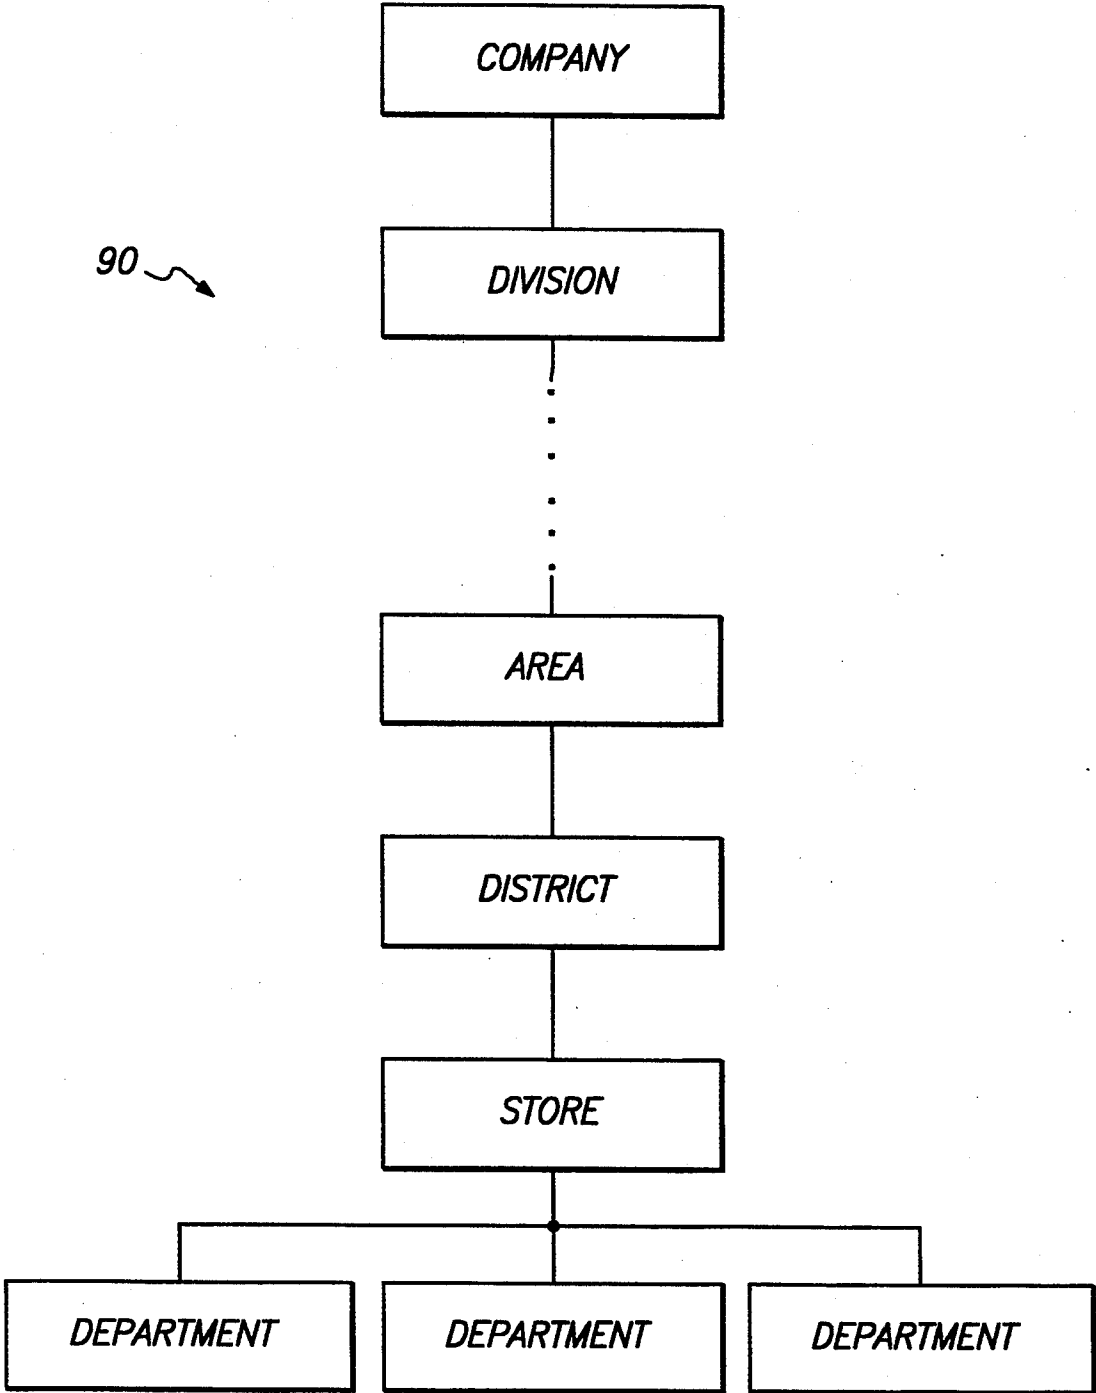 COMPANY
90
DIVISION
AREA
DISTRICT
STORE
DEPARTMENT
DEPARTMENT
DEPARTMENT